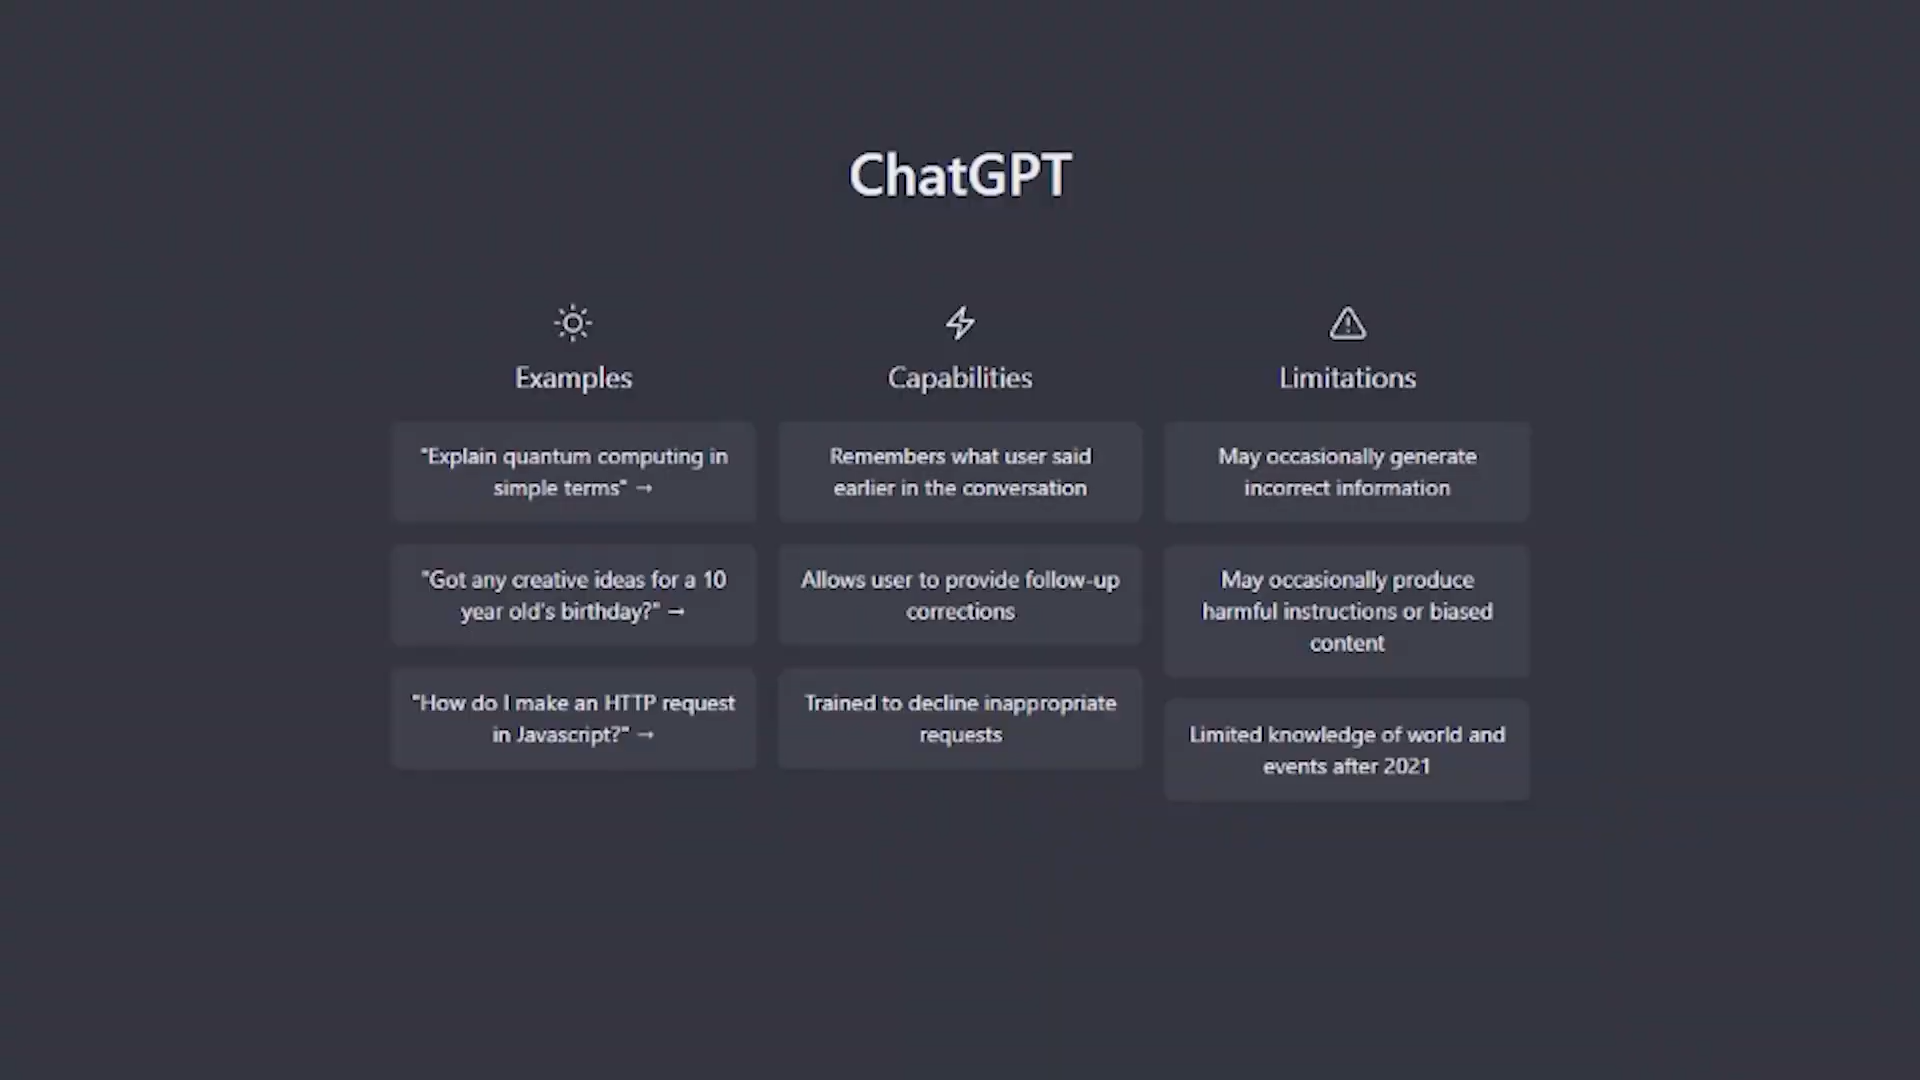 ChatGPT
Examples
"Explain quantum computing in
simple terms" →
"Got any creative ideas for a 10
year old's birthday?" →
"How do I make an HTTP request
in Javascript?" →
Capabilities
Remembers what user said
earlier in the conversation
Allows user to provide follow-up
corrections
Trained to decline inappropriate
requests
Limitations
May occasionally generate
incorrect information
May occasionally produce
harmful instructions or biased
content
Limited knowledge of world and
events after 2021